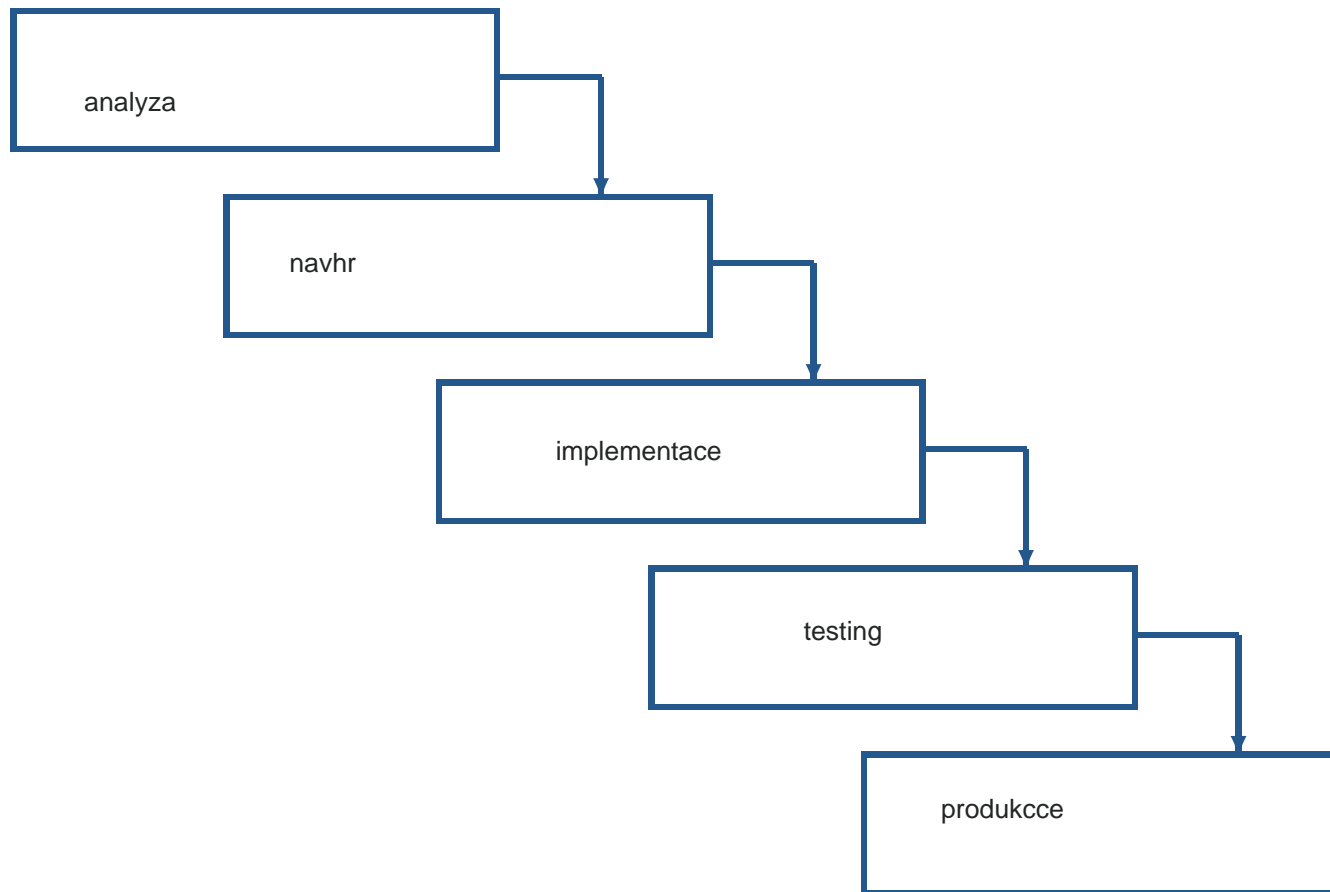 analyza
navhr
implementace
testing
produkcce